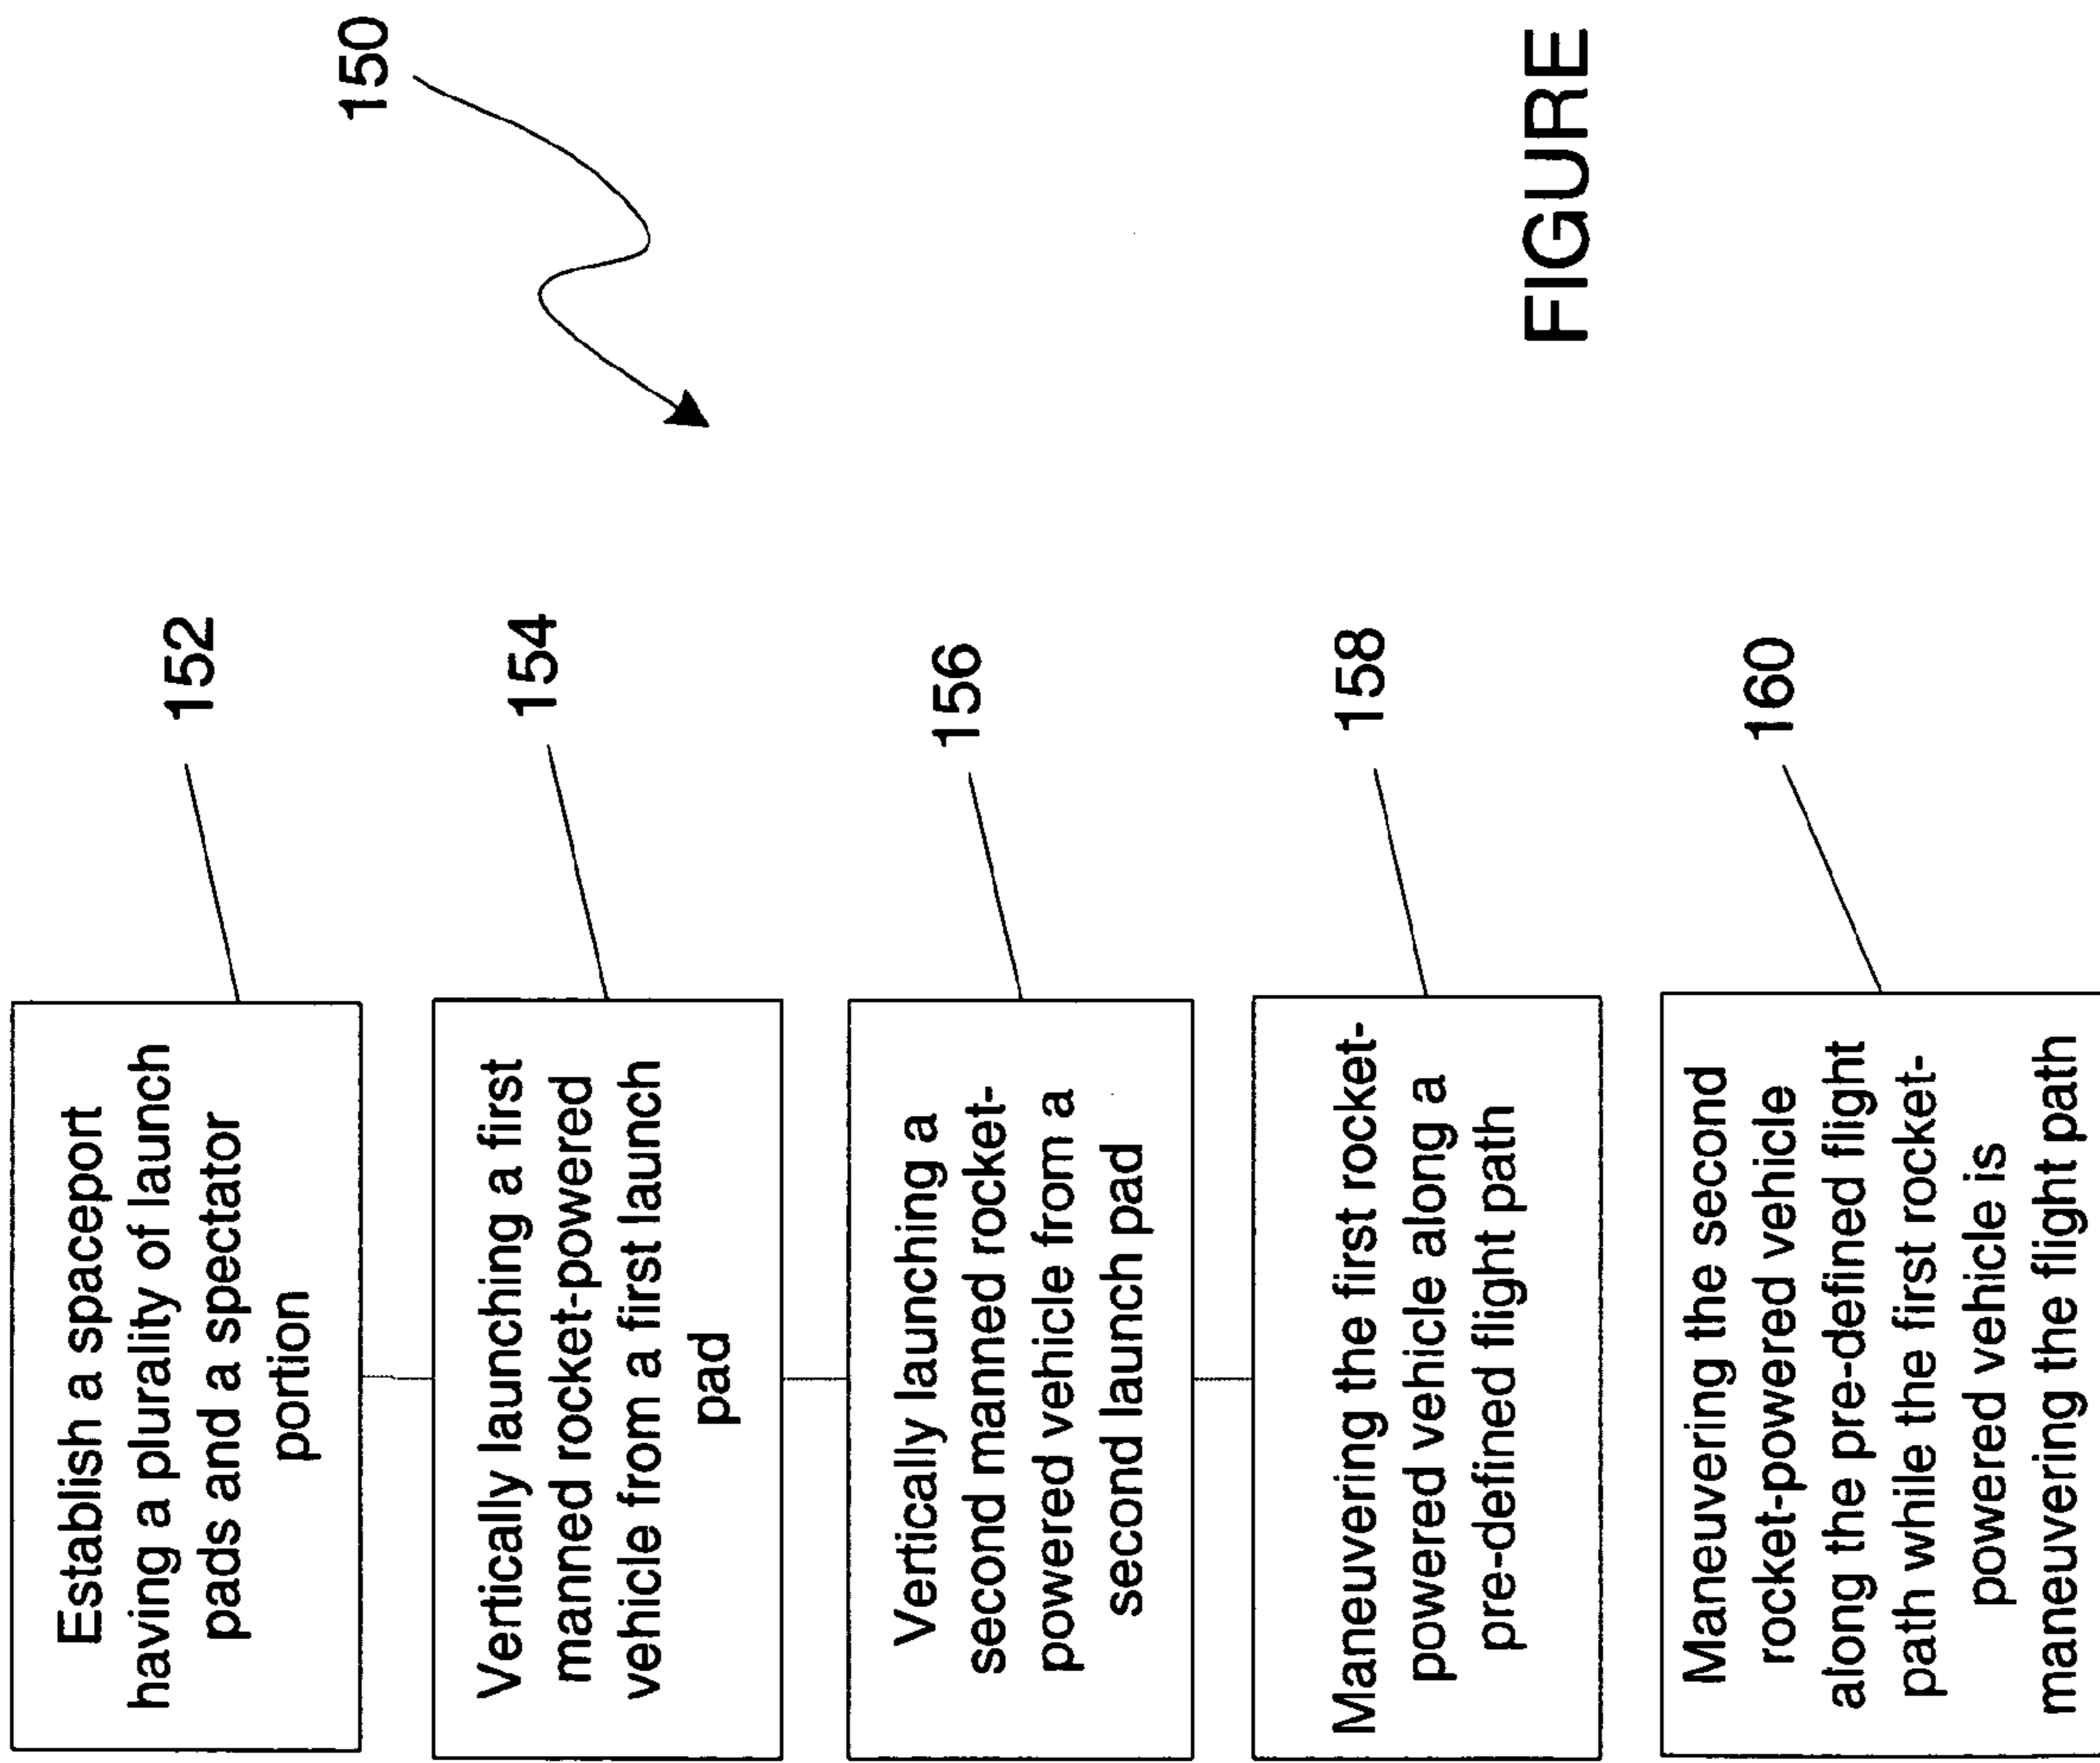 150
Establish a spaceport
having a plurality of launch
pads and a spectator
portion
152
Vertically launching a first
manned rocket-powered
vehicle from a first launch
pad
154
Vertically launching a
second manned rocket-
powered vehicle from a
second launch pad
156
Maneuvering the first rocket-
powered vehicle along a
pre-defined flight path
158
Maneuvering the second
rocket-powered vehicle
along the pre-defined flight
path while the first rocket-
powered vehicle is
maneuvering the flight path
160
FIGURE